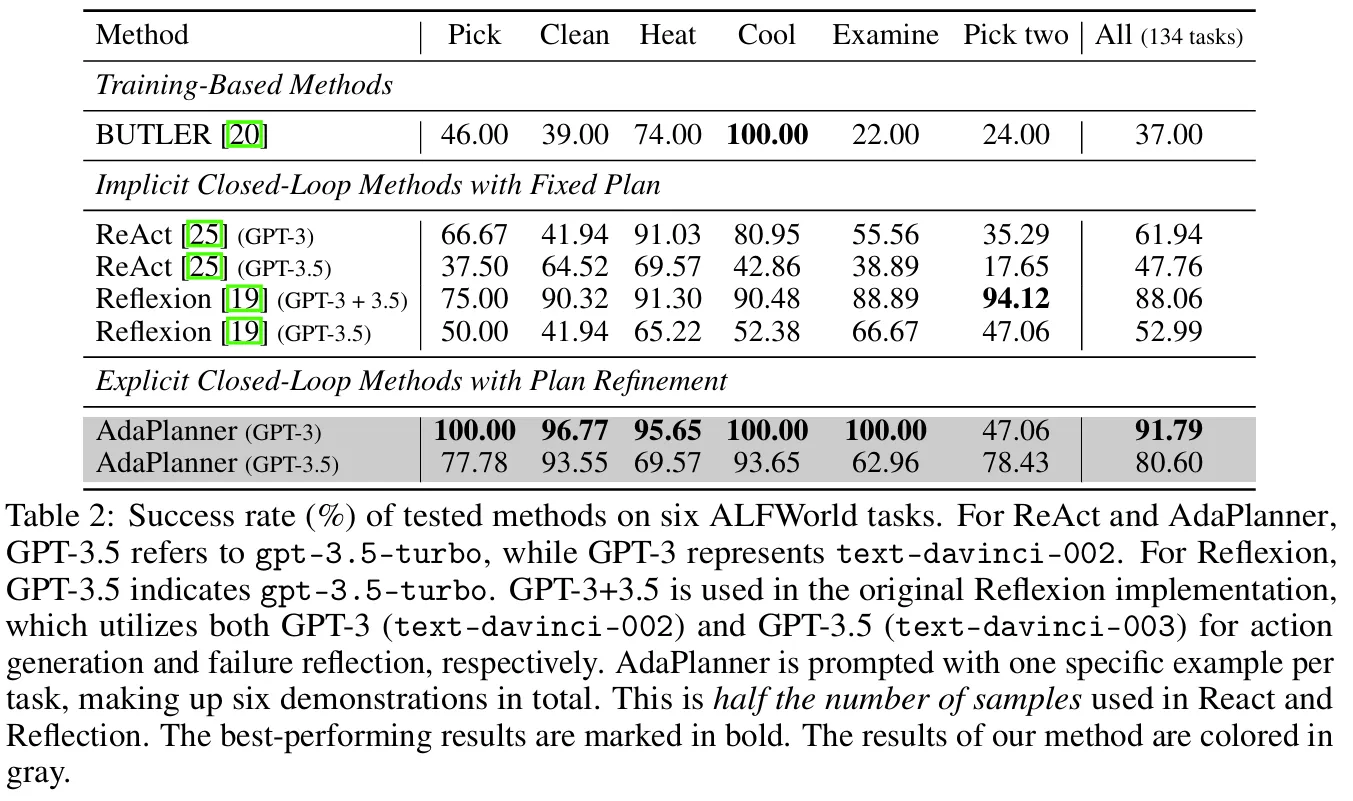 Method Pick Clean Heat Cool Examine Pick two All (134 tasks)
Training-Based Methods
BUTLER [20] 46.00 39.00 74.00 100.00 22.00 24.00 37.00
Implicit Closed-Loop Methods with Fixed Plan
ReAct [25] (GPT-3) 66.67 41.94 91.03 80.95 55.56 35.29 61.94
ReAct [25] (GPT-3.5) 37.50 64.52 69.57 42.86 38.89 17.65 47.76
Reflexion [19] (GPT-3 + 3.5) 75.00 90.32 91.30 90.48 88.89 94.12 88.06
Reflexion [19] (GPT-3.5) 50.00 41.94 65.22 52.38 66.67 47.06 52.99
Explicit Closed-Loop Methods with Plan Refinement
AdaPlanner (GPT-3) 100.00 96.77 95.65 100.00 100.00 47.06 91.79
AdaPlanner (GPT-3.5) 77.78 93.55 69.57 93.65 62.96 78.43 80.60
Table 2: Success rate (%) of tested methods on six ALFWorld tasks. For ReAct and AdaPlanner,
GPT-3.5 refers to gpt-3.5-turbo, while GPT-3 represents text-davinci-002. For Reflexion,
GPT-3.5 indicates gpt-3.5-turbo. GPT-3+3.5 is used in the original Reflexion implementation,
which utilizes both GPT-3 (text-davinci-002) and GPT-3.5 (text-davinci-003) for action
generation and failure reflection, respectively. AdaPlanner is prompted with one specific example per
task, making up six demonstrations in total. This is half the number of samples used in React and
Reflection. The best-performing results are marked in bold. The results of our method are colored in
gray.